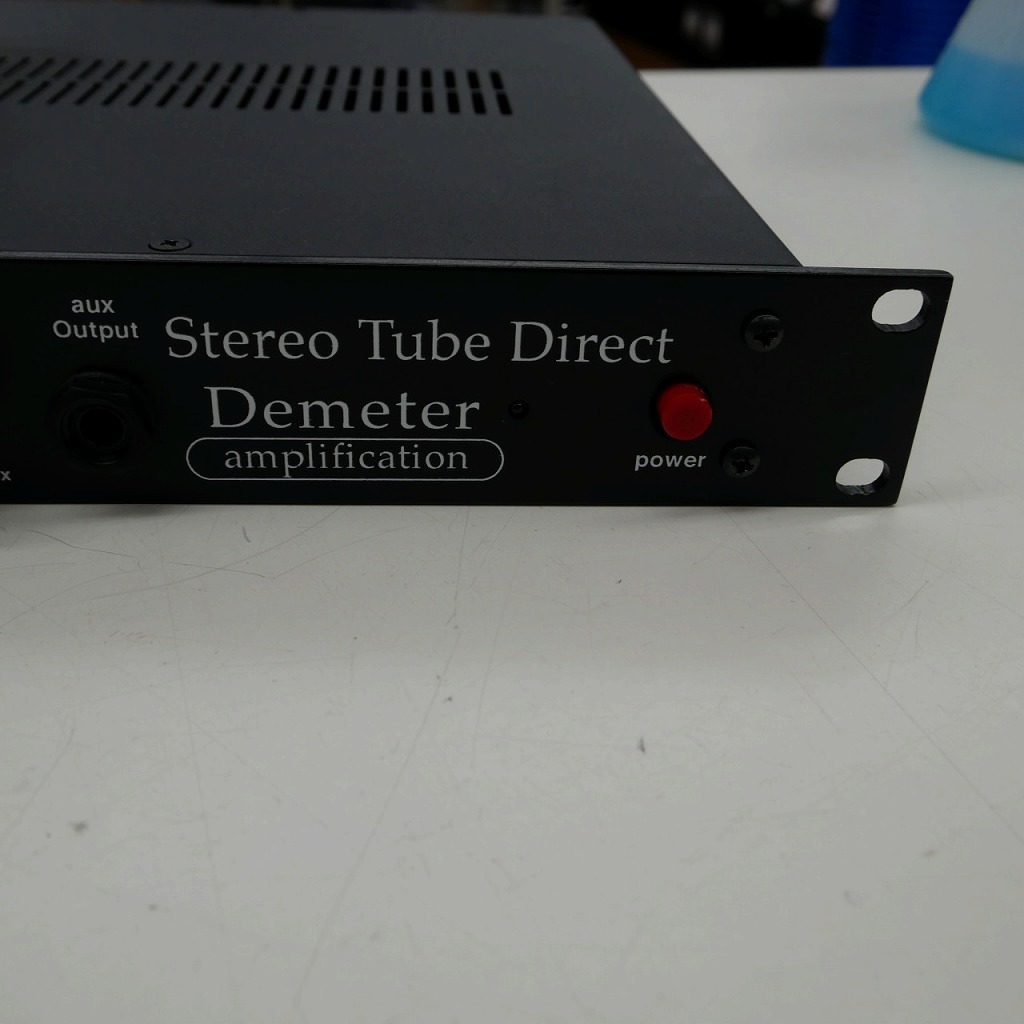 aux
Output
Stereo Tube Direct
Demeter
amplification
power
x